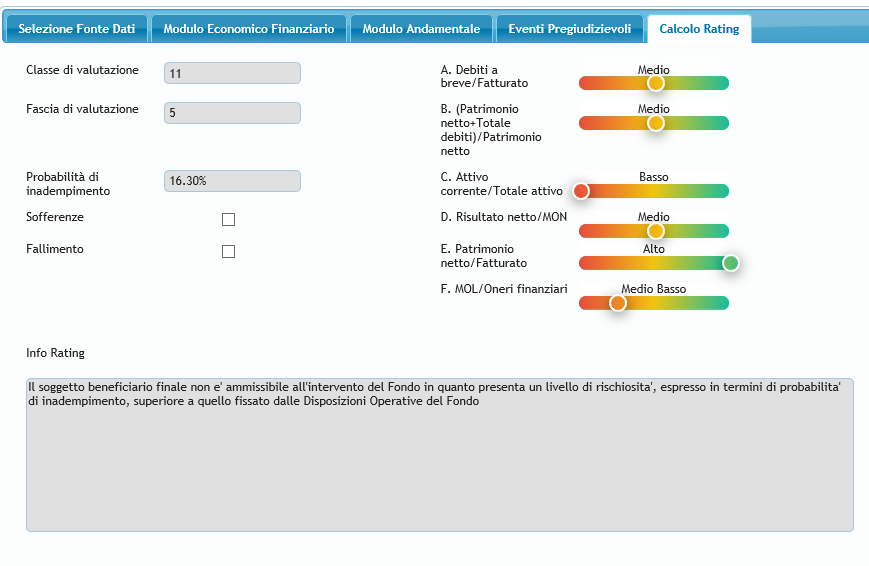 Selezione Fonte Dati
Modulo Economico Finanziario
Modulo Andamentale
Eventi Pregiudizievoli
Calcolo Rating
Classe di valutazione
11
Fascia di valutazione
5
Probabilità di
inadempimento
16.30%
Sofferenze
Fallimento
A. Debiti a
breve/Fatturato
Medio
B. (Patrimonio
netto+Totale
debiti)/Patrimonio
netto
Medio
C. Attivo
corrente/Totale attivo
Basso
D. Risultato netto/MON
Medio
E. Patrimonio
netto/Fatturato
Alto
F. MOL/Oneri finanziari
Medio Basso
Info Rating
Il soggetto beneficiario finale non e' ammissibile all'intervento del Fondo in quanto presenta un livello di rischiosita', espresso in termini di probabilita'
di inadempimento, superiore a quello fissato dalle Disposizioni Operative del Fondo